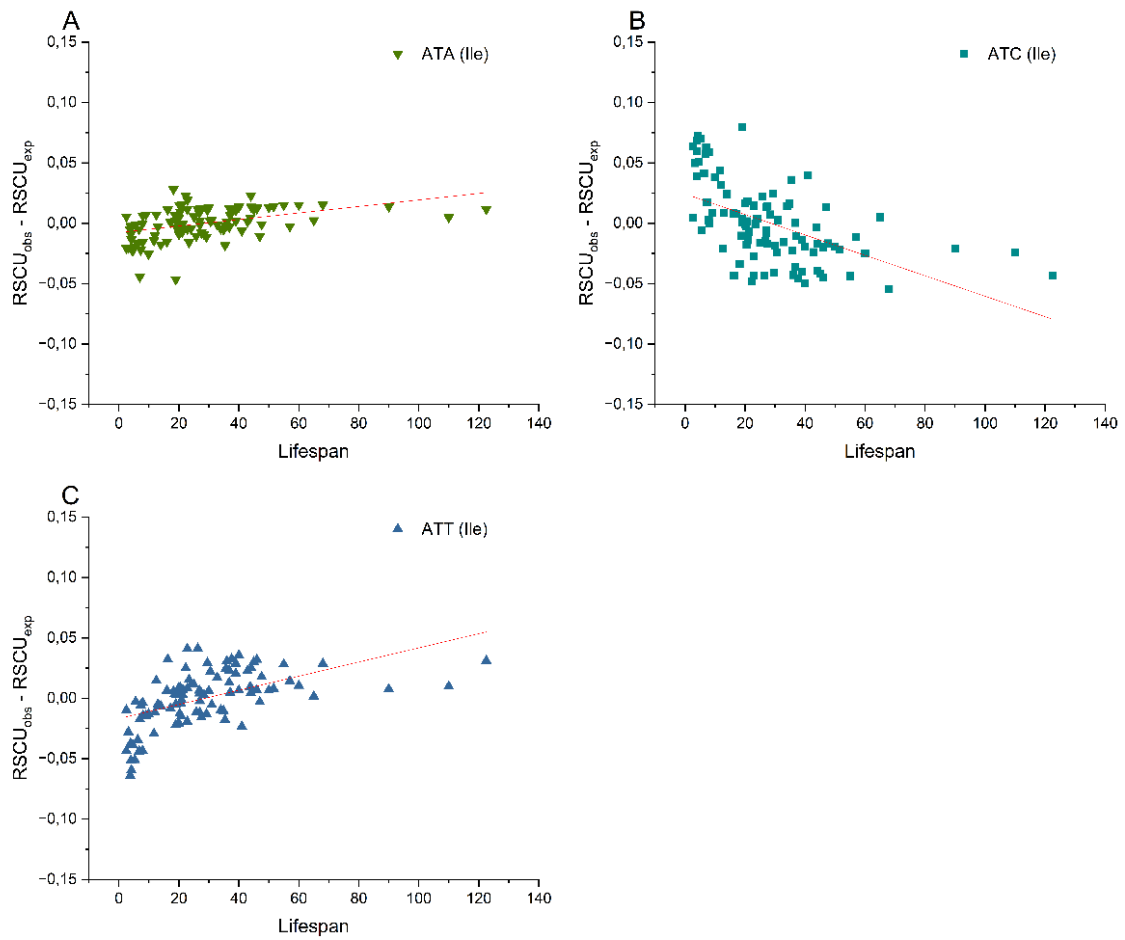 A
ATA (Ile)
0,15
0,10
0,05
0,00
−0,05
−0,10
−0,15
RSCUobs - RSCUexp
0 20 40 60 80 100 120 140
Lifespan
B
ATC (Ile)
0,15
0,10
0,05
0,00
−0,05
−0,10
−0,15
RSCUobs - RSCUexp
0 20 40 60 80 100 120 140
Lifespan
C
ATT (Ile)
0,15
0,10
0,05
0,00
−0,05
−0,10
−0,15
RSCUobs - RSCUexp
0 20 40 60 80 100 120 140
Lifespan